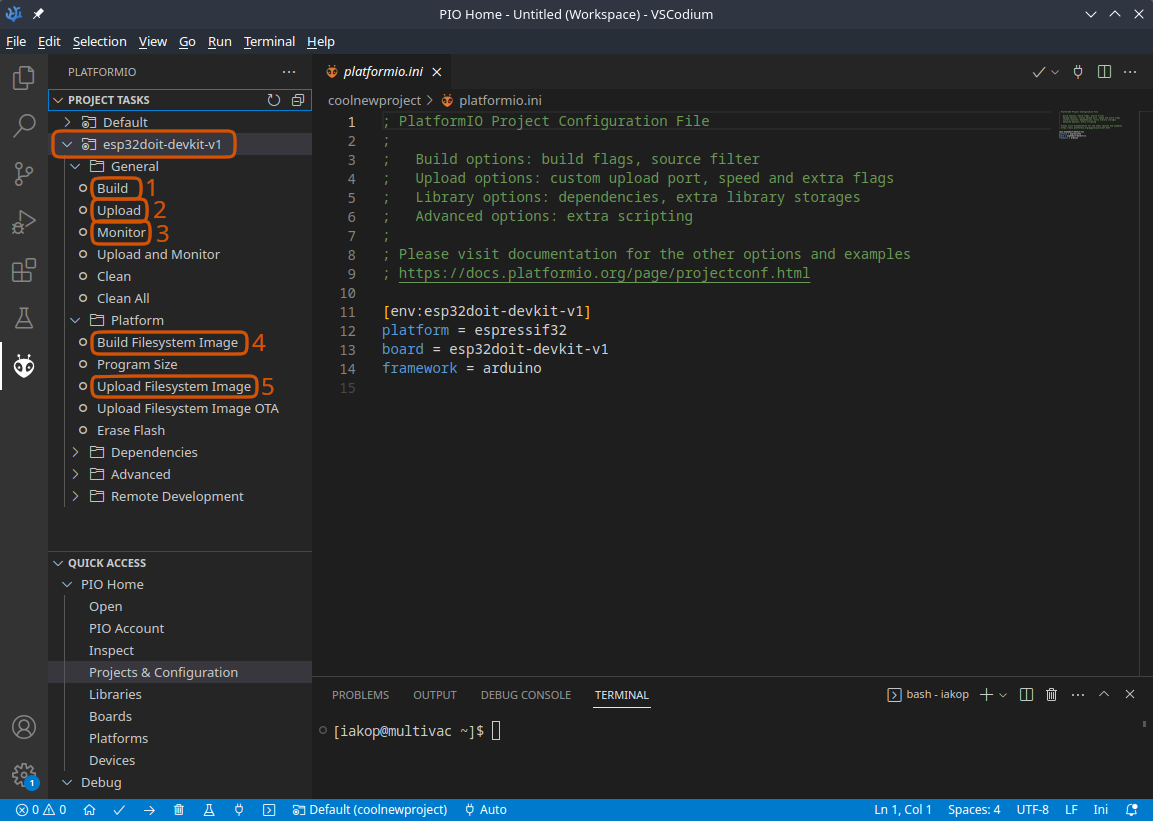 PIO Home - Untitled (Workspace) - VSCodium
File Edit Selection View Go Run Terminal Help
PLATFORMIO
PROJECT TASKS
Default
esp32doit-devkit-v1
General
Build 1
Upload 2
Monitor 3
Upload and Monitor
Clean
Clean All
Platform
Build Filesystem Image 4
Program Size
Upload Filesystem Image 5
Upload Filesystem Image OTA
Erase Flash
Dependencies
Advanced
Remote Development
QUICK ACCESS
PIO Home
Open
PIO Account
Inspect
Projects & Configuration
Libraries
Boards
Platforms
Devices
Debug
1
platformio.ini
coolnewproject > platformio.ini
1 ; PlatformIO Project Configuration File
2 ;
3 ;   Build options: build flags, source filter
4 ;   Upload options: custom upload port, speed and extra flags
5 ;   Library options: dependencies, extra library storages
6 ;   Advanced options: extra scripting
7 ;
8 ; Please visit documentation for the other options and examples
9 ; https://docs.platformio.org/page/projectconf.html
10
11 [env:esp32doit-devkit-v1]
12 platform = espressif32
13 board = esp32doit-devkit-v1
14 framework = arduino
15
PROBLEMS OUTPUT DEBUG CONSOLE TERMINAL bash - iakop
[iakop@multivac ~]$
0 0 Default (coolnewproject) Auto Ln 1, Col 1 Spaces: 4 UTF-8 LF Ini